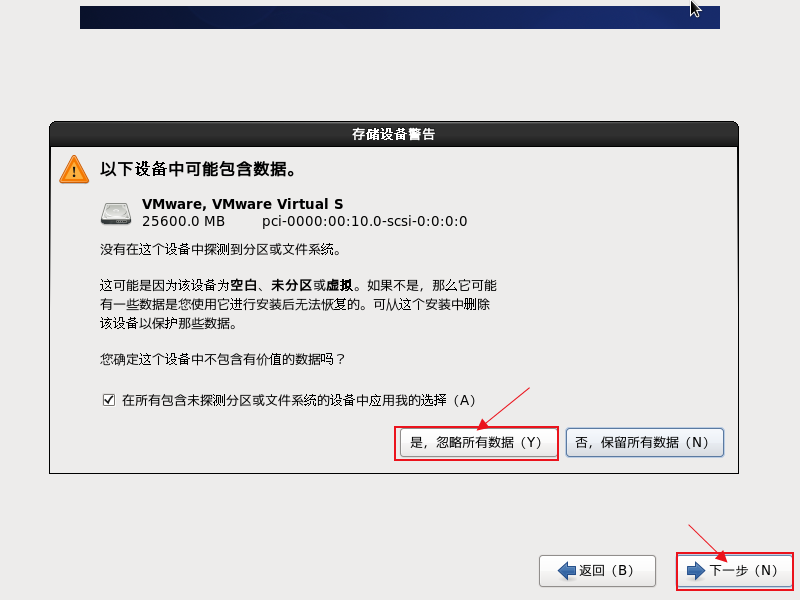 存储设备警告
以下设备中可能包含数据。
VMware, VMware Virtual S
25600.0 MB pci-0000:00:10.0-scsi-0:0:0:0
没有在这个设备中探测到分区或文件系统。
这可能是因为该设备为空白、未分区或虚拟。如果不是，那么它可能
有一些数据是您使用它进行安装后无法恢复的。可从这个安装中删除
该设备以保护那些数据。
您确定这个设备中不包含有价值的数据吗？
在所有包含未探测分区或文件系统的设备中应用我的选择（A）
是，忽略所有数据（Y） 否，保留所有数据（N）
返回（B） 下一步（N）